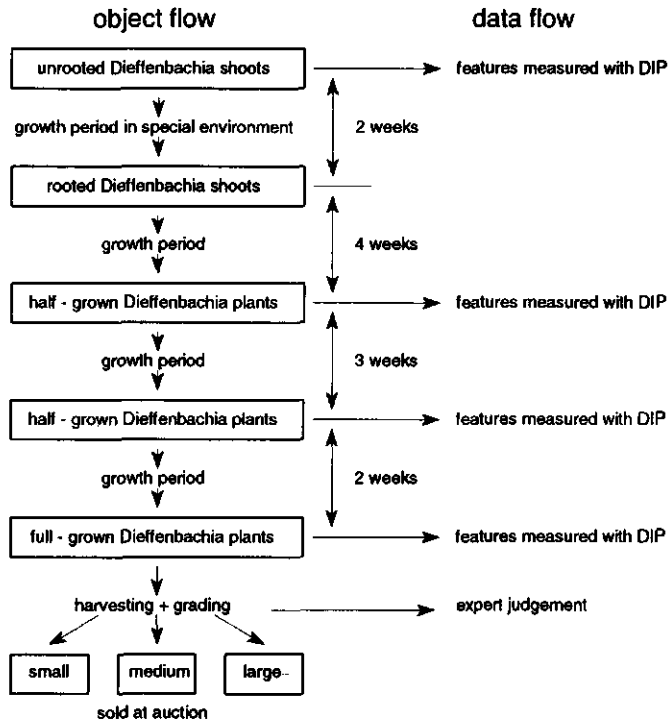 object flow data flow
unrooted Dieffenbachia shoots features measured with DIP
growth period in special environment 2 weeks
rooted Dieffenbachia shoots
growth period 4 weeks
half - grown Dieffenbachia plants features measured with DIP
growth period 3 weeks
half - grown Dieffenbachia plants features measured with DIP
growth period 2 weeks
full - grown Dieffenbachia plants features measured with DIP
harvesting + grading expert judgement
small medium large
sold at auction